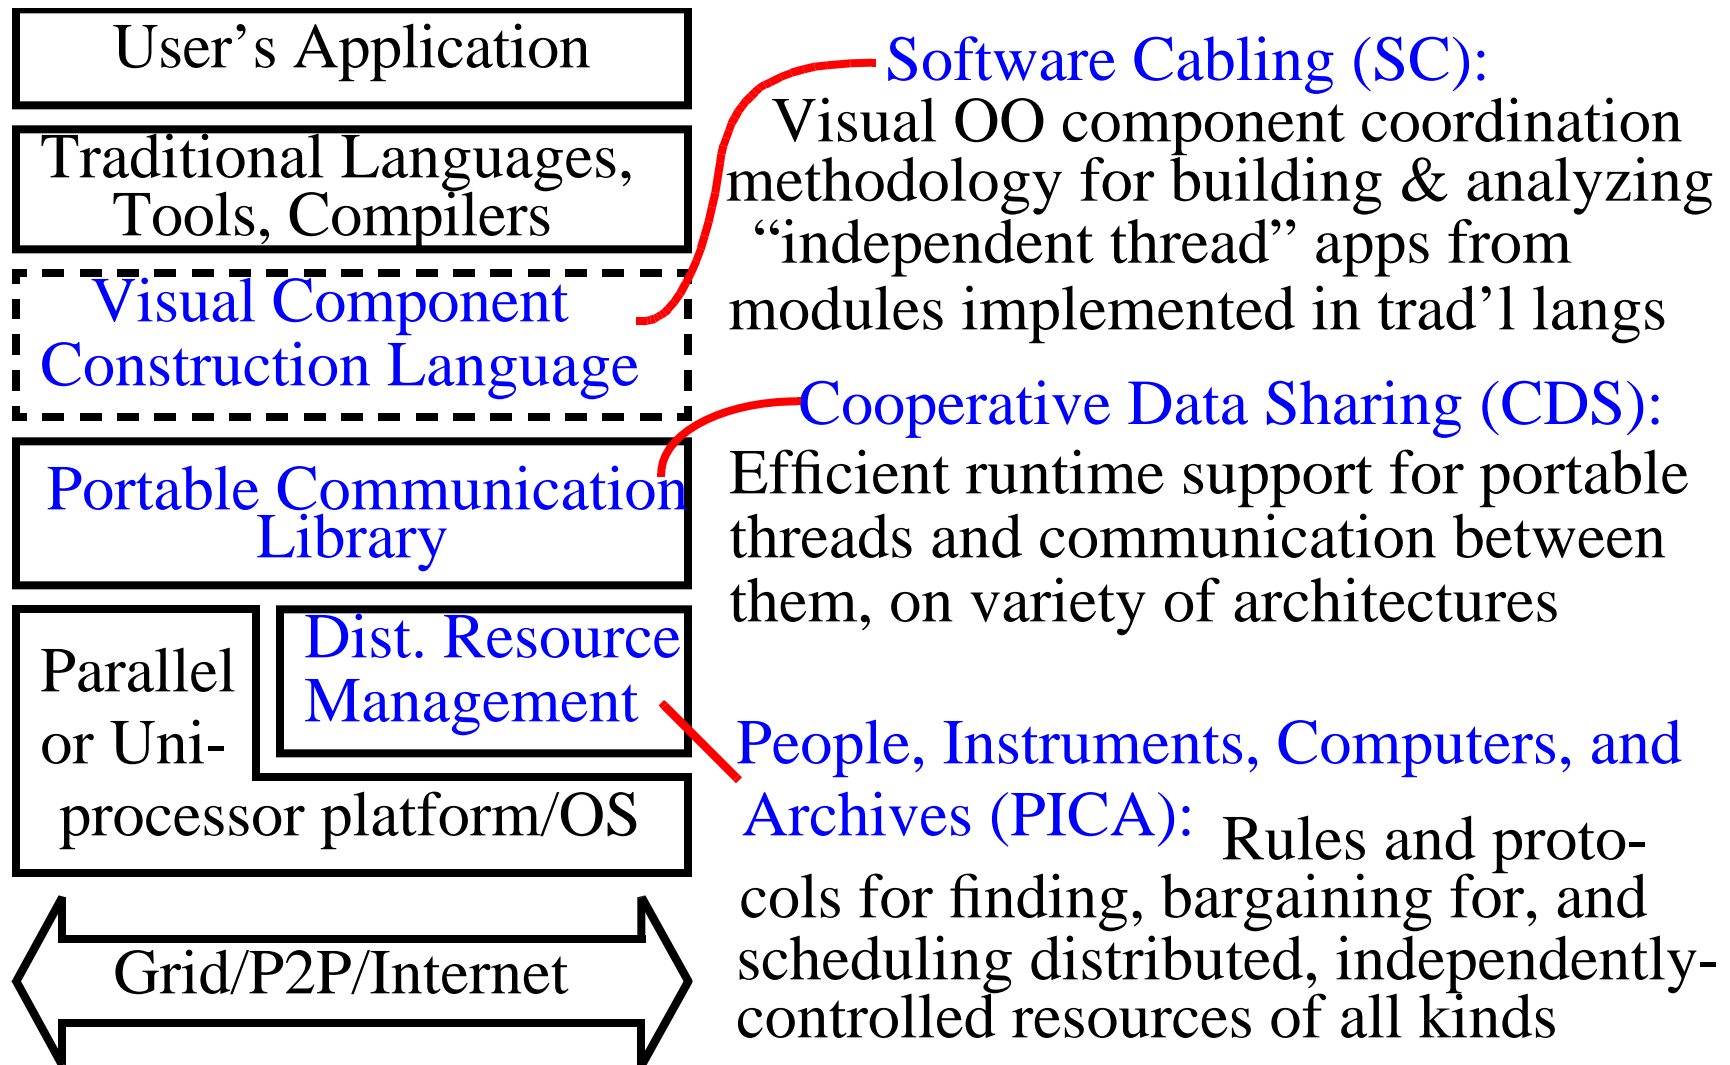 User’s Application
Traditional Languages,
Tools, Compilers
Visual Component
Construction Language
Portable Communication
Library
Dist. Resource
Management
Parallel
or Uni-
processor platform/OS
Grid/P2P/Internet
Software Cabling (SC):
Visual OO component coordination
methodology for building & analyzing
“independent thread” apps from
modules implemented in trad’l langs
Cooperative Data Sharing (CDS):
Efficient runtime support for portable
threads and communication between
them, on variety of architectures
People, Instruments, Computers, and
Archives (PICA): Rules and proto-
cols for finding, bargaining for, and
scheduling distributed, independently-
controlled resources of all kinds